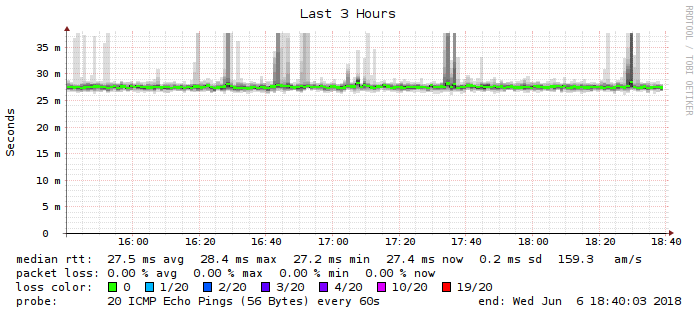 Last 3 Hours
RRDTOOL / TOBI OETIKER
Seconds
35 m
30 m
25 m
20 m
15 m
10 m
5 m
0
16:00 16:20 16:40 17:00 17:20 17:40 18:00 18:20 18:40
median rtt: 27.5 ms avg 28.4 ms max 27.2 ms min 27.4 ms now 0.2 ms sd 159.3 am/s
packet loss: 0.00 % avg 0.00 % max 0.00 % min 0.00 % now
loss color: 0 1/20 2/20 3/20 4/20 10/20 19/20
probe: 20 ICMP Echo Pings (56 Bytes) every 60s end: Wed Jun 6 18:40:03 2018